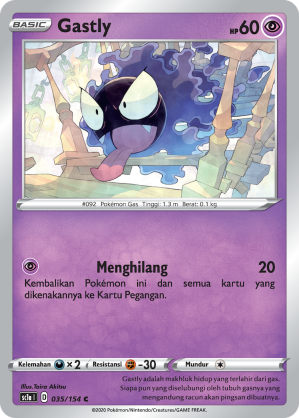 BASIC Gastly HP60
#092 Pokémon Gas Tinggi: 1.3 m Berat: 0.1 kg
Menghilang 20
Kembalikan Pokémon ini dan semua kartu yang
dikenakannya ke Kartu Pegangan.
Kelemahan ×2 Resistansi -30 Mundur
Illus. Taira Akitsu
sc1a I D 035/154 C
Gastly adalah makhluk hidup yang terlahir dari gas.
Siapa pun yang diselubungi oleh tubuh gasnya yang
mengandung racun akan pingsan dibuatnya.
©2020 Pokémon/Nintendo/Creatures/GAME FREAK.